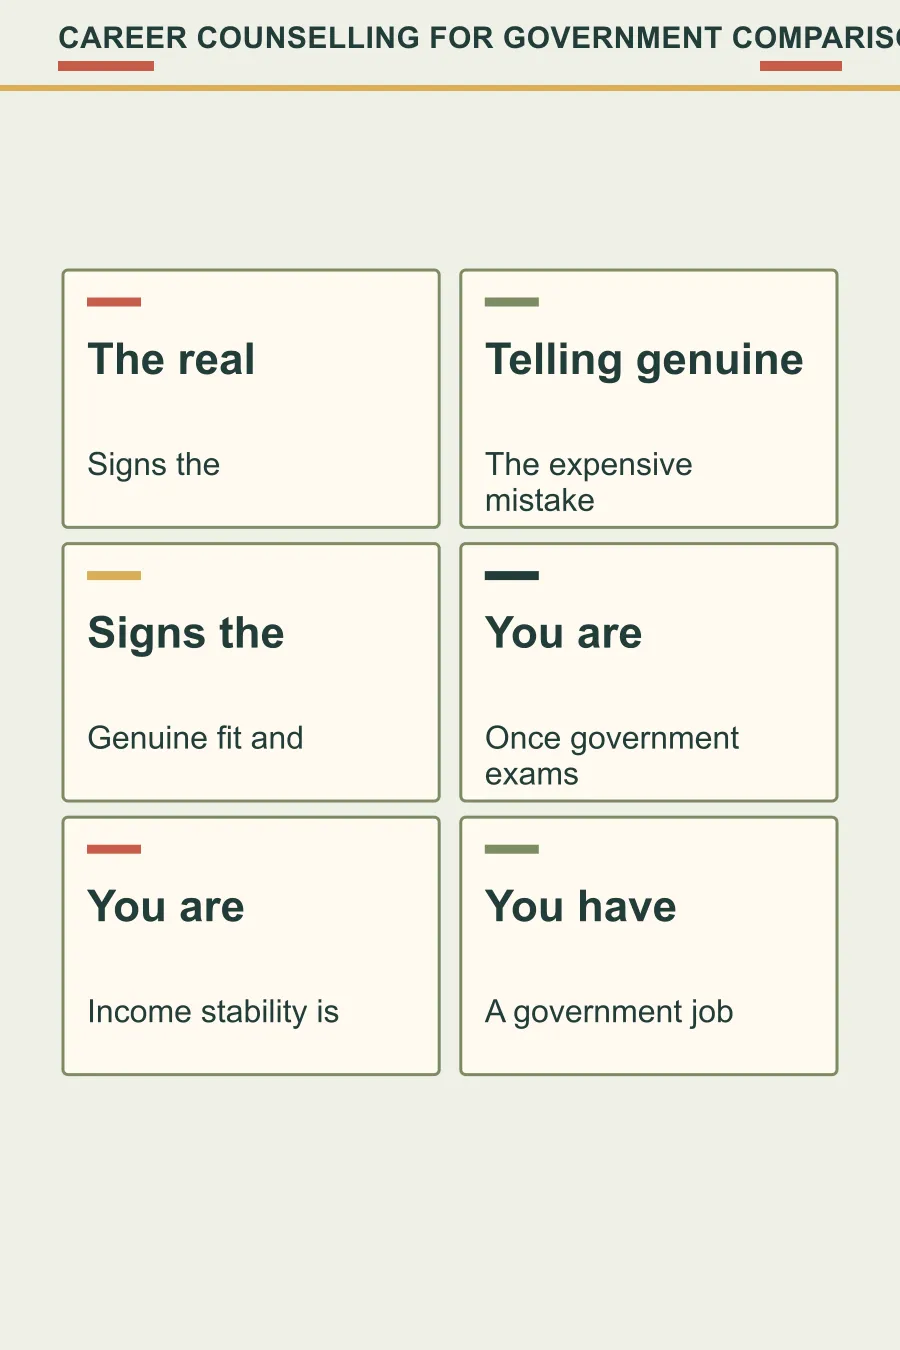 CAREER COUNSELLING FOR GOVERNMENT COMPARIS
The real
Signs the
Telling genuine
The expensive
mistake
Signs the
Genuine fit and
You are
Once government
exams
You are
Income stability is
You have
A government job